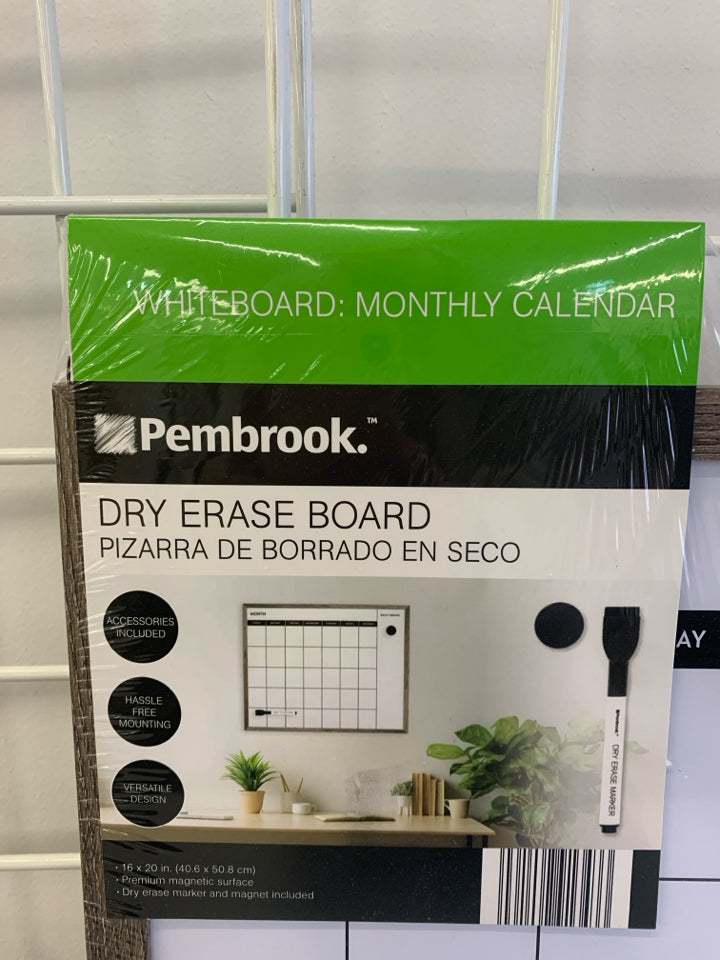 WHITEBOARD: MONTHLY CALENDAR
Pembrook.™
DRY ERASE BOARD
PIZARRA DE BORRADO EN SECO
ACCESSORIES
INCLUDED
HASSLE
FREE
MOUNTING
VERSATILE
DESIGN
MONTH
Pembrook.™ DRY ERASE MARKER
AY
• 16 x 20 in. (40.6 x 50.8 cm)
• Premium magnetic surface
• Dry erase marker and magnet included